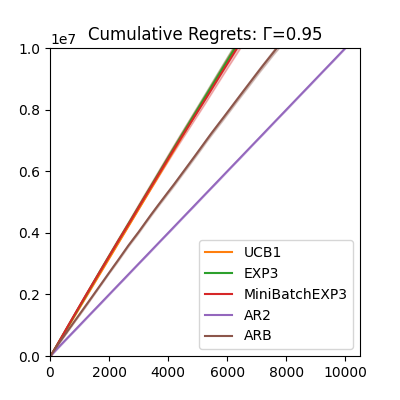 Cumulative Regrets: Γ=0.95
1e7
1.0
0.8
0.6
0.4
0.2
0.0
UCB1
EXP3
MiniBatchEXP3
AR2
ARB
0 2000 4000 6000 8000 10000